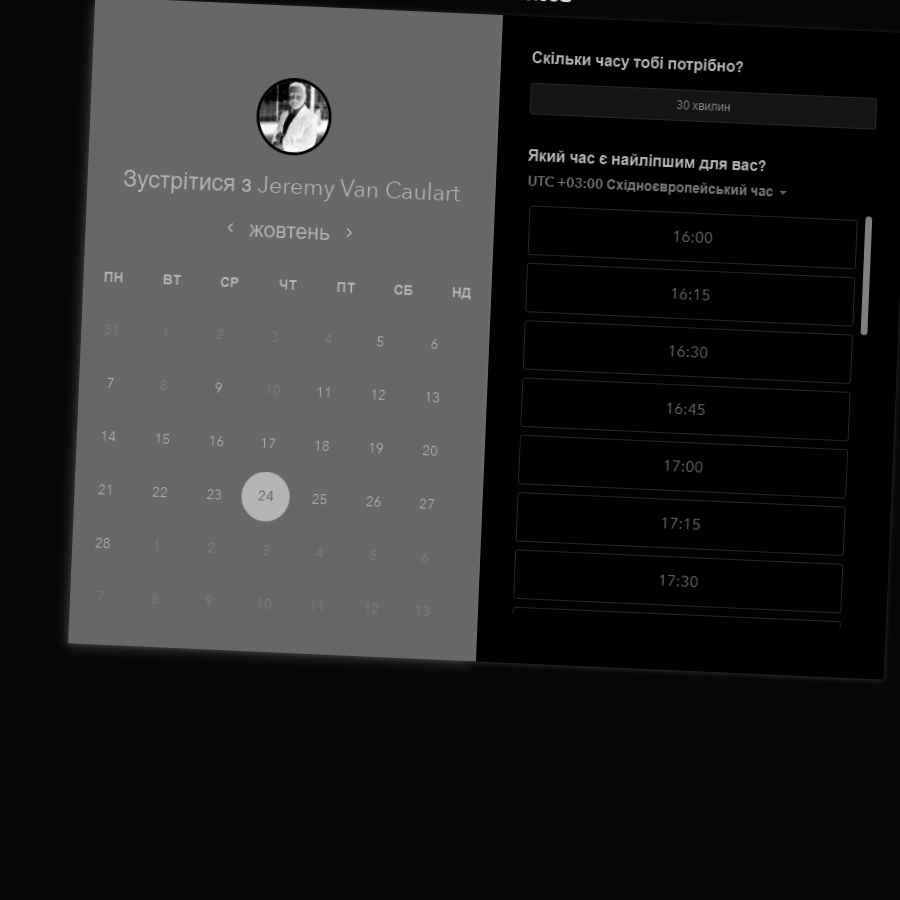 Зустрітися з Jeremy Van Caulart
‹ жовтень ›
ПН ВТ СР ЧТ ПТ СБ НД
31 1 2 3 4 5 6
7 8 9 10 11 12 13
14 15 16 17 18 19 20
21 22 23 24 25 26 27
28 1 2 3 4 5 6
7 8 9 10 11 12 13
Скільки часу тобі потрібно?
30 хвилин
Який час є найліпшим для вас?
UTC +03:00 Східноєвропейський час
16:00
16:15
16:30
16:45
17:00
17:15
17:30